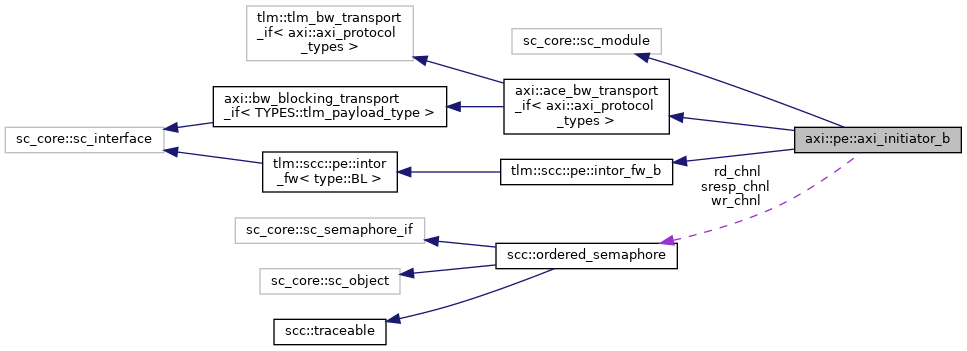 tlm::tlm_bw_transport
_if< axi::axi_protocol
_types >
sc_core::sc_module
axi::bw_blocking_transport
_if< TYPES::tlm_payload_type >
axi::ace_bw_transport
_if< axi::axi_protocol
_types >
sc_core::sc_interface
axi::pe::axi_initiator_b
tlm::scc::pe::intor
_fw< type::BL >
tlm::scc::pe::intor_fw_b
rd_chnl
sresp_chnl
wr_chnl
sc_core::sc_semaphore_if
scc::ordered_semaphore
sc_core::sc_object
scc::traceable